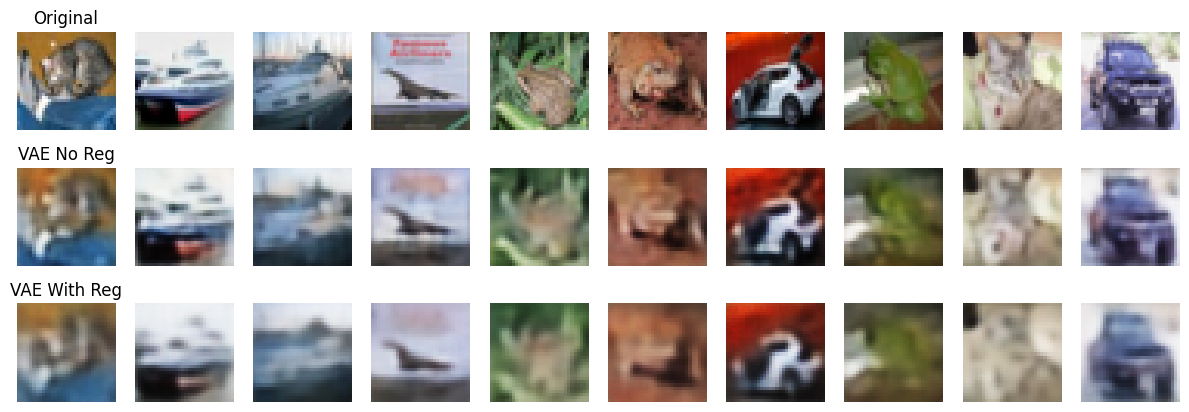 Original
VAE No Reg
VAE With Reg